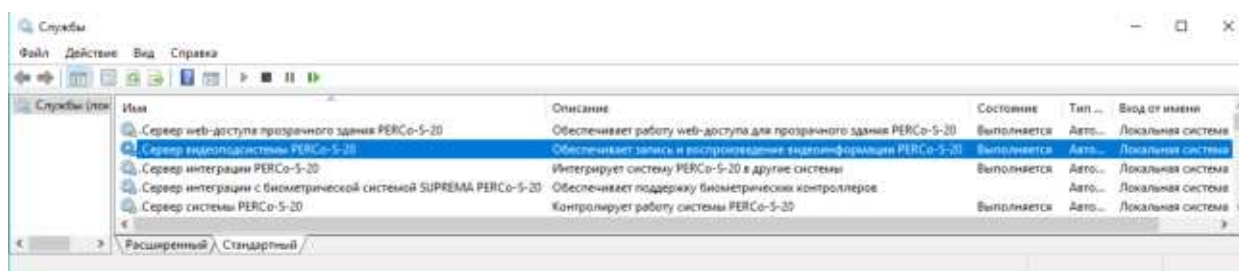 Службы
Файл Действие Вид Справка
Службы (лок
Имя Описание Состояние Тип ... Вход от имени
.Сервер web-доступа прозрачного здания PERCo-S-20 Обеспечивает работу web-доступа для прозрачного здания PERCo-S-20 Выполняется Авто... Локальная система
.Сервер видеоподсистемы PERCo-S-20 Обеспечивает запись и воспроизведение видеоинформации PERCo-S-20 Выполняется Авто... Локальная система
.Сервер интеграции PERCo-S-20 Интегрирует систему PERCo-S-20 в другие системы Выполняется Авто... Локальная система
.Сервер интеграции с биометрической системой SUPREMA PERCo-S-20 Обеспечивает поддержку биометрических контроллеров Авто... Локальная система
.Сервер системы PERCo-S-20 Контролирует работу системы PERCo-S-20 Выполняется Авто... Локальная система
Расширенный Стандартный